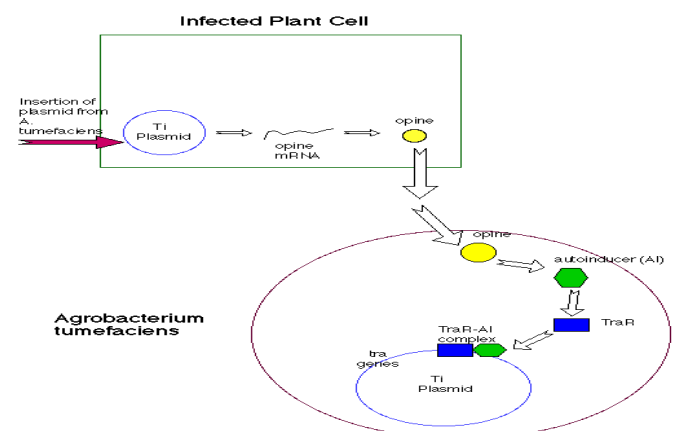 Infected Plant Cell
Insertion of
plasmid from
A.
tumefaciens
Ti
Plasmid
opine
mRNA
opine
opine
autoinducer (AI)
Agrobacterium
tumefaciens
TraR
TraR-AI
complex
tra
genes
Ti
Plasmid